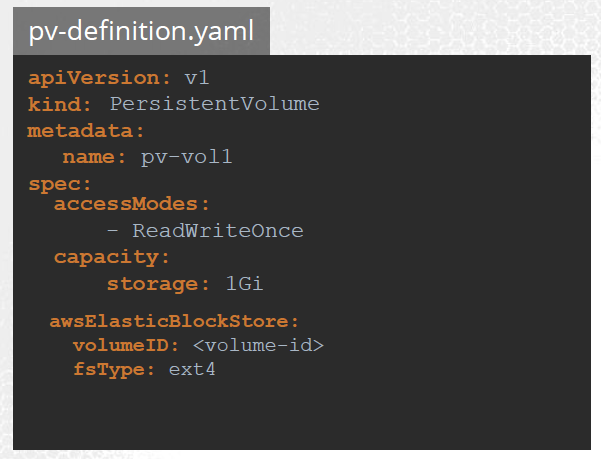 pv-definition.yaml
apiVersion: v1
kind: PersistentVolume
metadata:
name: pv-vol1
spec:
accessModes:
- ReadWriteOnce
capacity:
storage: 1Gi
awsElasticBlockStore:
volumeID: <volume-id>
fsType: ext4